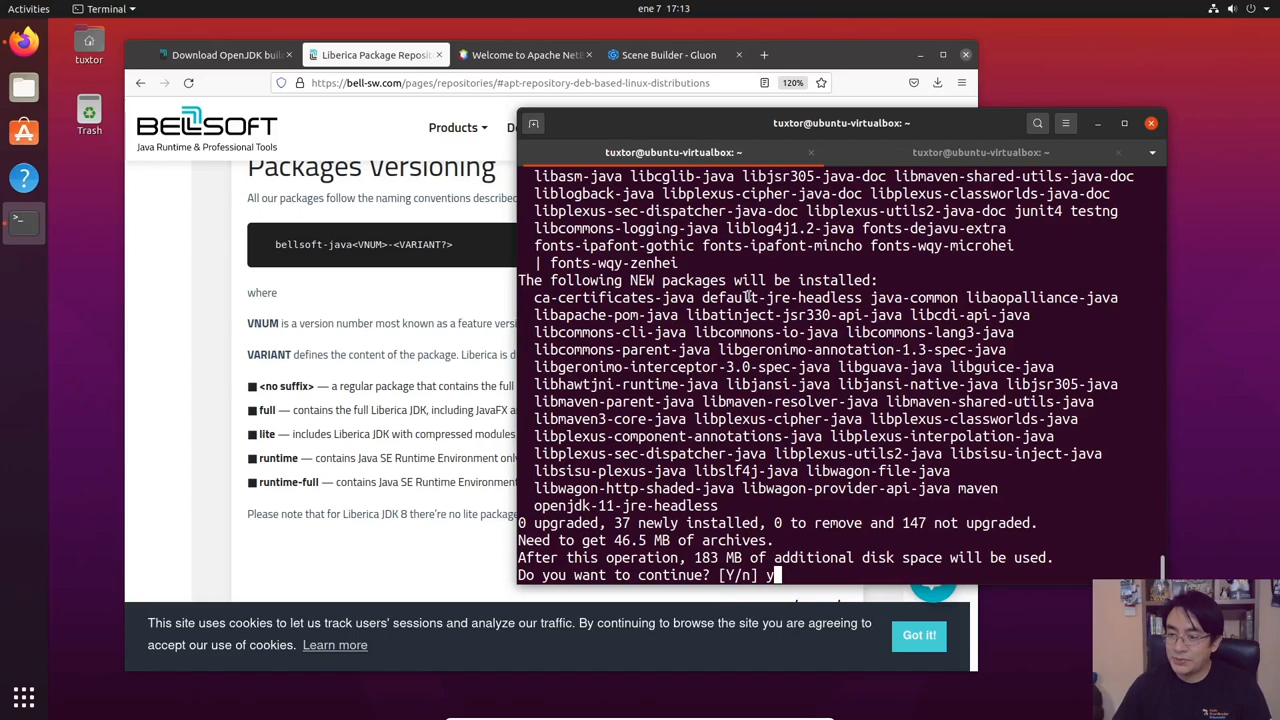 Activities
Terminal
ene 7 17:13
tuxtor
Trash
Download OpenJDK buil
Liberica Package Reposit
Welcome to Apache NetB
Scene Builder - Gluon
https://bell-sw.com/pages/repositories/#apt-repository-deb-based-linux-distributions
120%
BELLSOFT
Java Runtime & Professional Tools
Products
Packages Versioning
All our packages follow the naming conventions described
bellsoft-java<VNUM>-<VARIANT?>
where
VNUM is a version number most known as a feature versi
VARIANT defines the content of the package. Liberica is d
<no suffix> — a regular package that contains the full
full — contains the full Liberica JDK, including JavaFX a
lite — includes Liberica JDK with compressed modules
runtime — contains Java SE Runtime Environment only
runtime-full — contains Java SE Runtime Environment
Please note that for Liberica JDK 8 there're no lite package
This site uses cookies to let us track users' sessions and analyze our traffic. By continuing to browse the site you are agreeing to
accept our use of cookies. Learn more
Got it!
tuxtor@ubuntu-virtualbox: ~
tuxtor@ubuntu-virtualbox: ~
tuxtor@ubuntu-virtualbox: ~
libasm-java libcglib-java libjsr305-java-doc libmaven-shared-utils-java-doc
liblogback-java libplexus-cipher-java-doc libplexus-classworlds-java-doc
libplexus-sec-dispatcher-java-doc libplexus-utils2-java-doc junit4 testng
libcommons-logging-java liblog4j1.2-java fonts-dejavu-extra
fonts-ipafont-gothic fonts-ipafont-mincho fonts-wqy-microhei
| fonts-wqy-zenhei
The following NEW packages will be installed:
ca-certificates-java default-jre-headless java-common libaopalliance-java
libapache-pom-java libatinject-jsr330-api-java libcdi-api-java
libcommons-cli-java libcommons-io-java libcommons-lang3-java
libcommons-parent-java libgeronimo-annotation-1.3-spec-java
libgeronimo-interceptor-3.0-spec-java libguava-java libguice-java
libhawtjni-runtime-java libjansi-java libjansi-native-java libjsr305-java
libmaven-parent-java libmaven-resolver-java libmaven-shared-utils-java
libmaven3-core-java libplexus-cipher-java libplexus-classworlds-java
libplexus-component-annotations-java libplexus-interpolation-java
libplexus-sec-dispatcher-java libplexus-utils2-java libsisu-inject-java
libsisu-plexus-java libslf4j-java libwagon-file-java
libwagon-http-shaded-java libwagon-provider-api-java maven
openjdk-11-jre-headless
0 upgraded, 37 newly installed, 0 to remove and 147 not upgraded.
Need to get 46.5 MB of archives.
After this operation, 183 MB of additional disk space will be used.
Do you want to continue? [Y/n] y